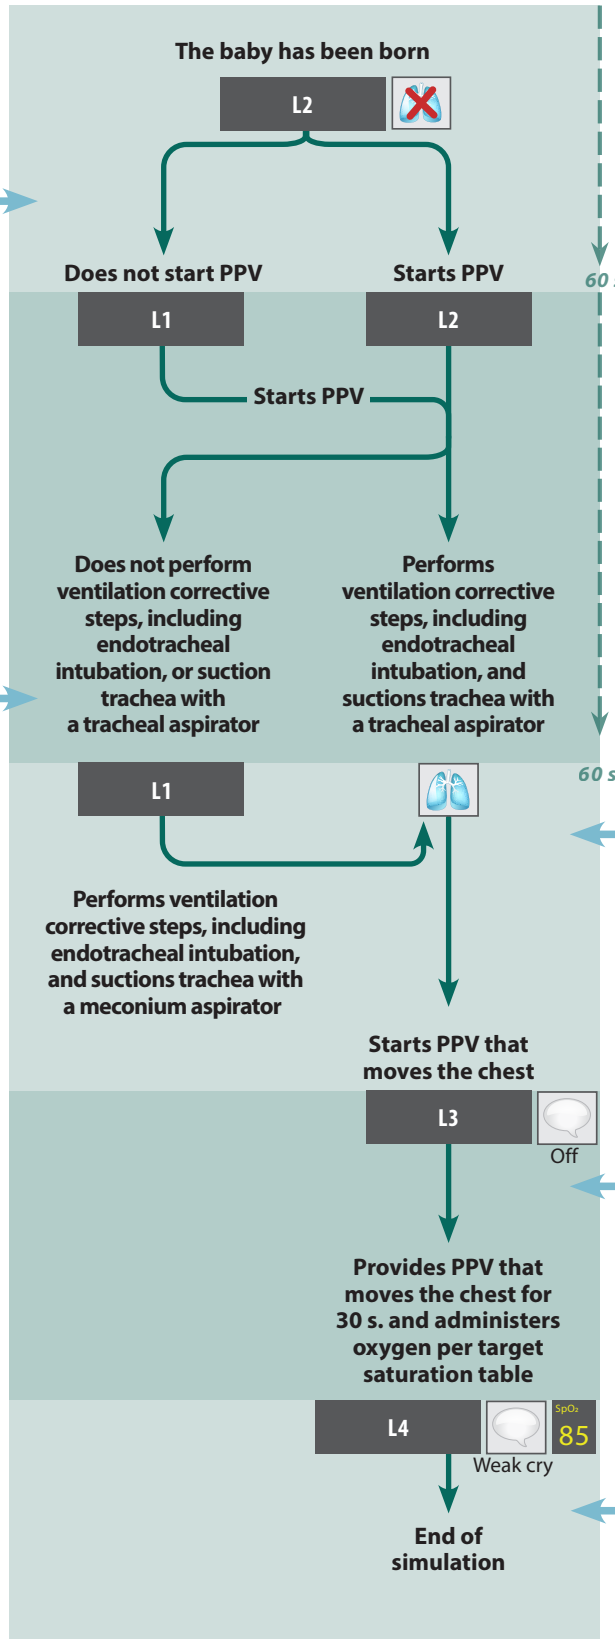 The baby has been born
L2
Does not start PPV
Starts PPV
60 s
L1
L2
Starts PPV
Does not perform
ventilation corrective
steps, including
endotracheal
intubation, or suction
trachea with
a tracheal aspirator
Performs
ventilation corrective
steps, including
endotracheal
intubation, and
suctions trachea with
a tracheal aspirator
60 s
L1
Performs ventilation
corrective steps, including
endotracheal intubation,
and suctions trachea with
a meconium aspirator
Starts PPV that
moves the chest
L3
Off
Provides PPV that
moves the chest for
30 s. and administers
oxygen per target
saturation table
L4
SpO₂
85
Weak cry
End of
simulation